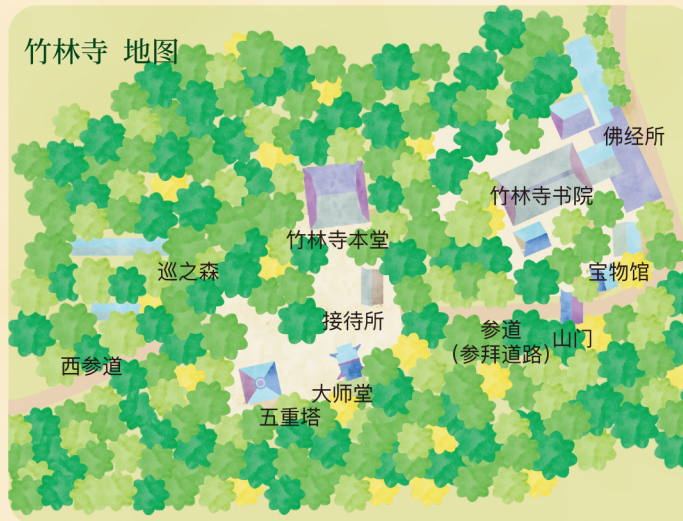 竹林寺 地图
佛经所
竹林寺书院
竹林寺本堂
巡之森
宝物馆
接待所
参道
(参拜道路)
山门
西参道
大师堂
五重塔